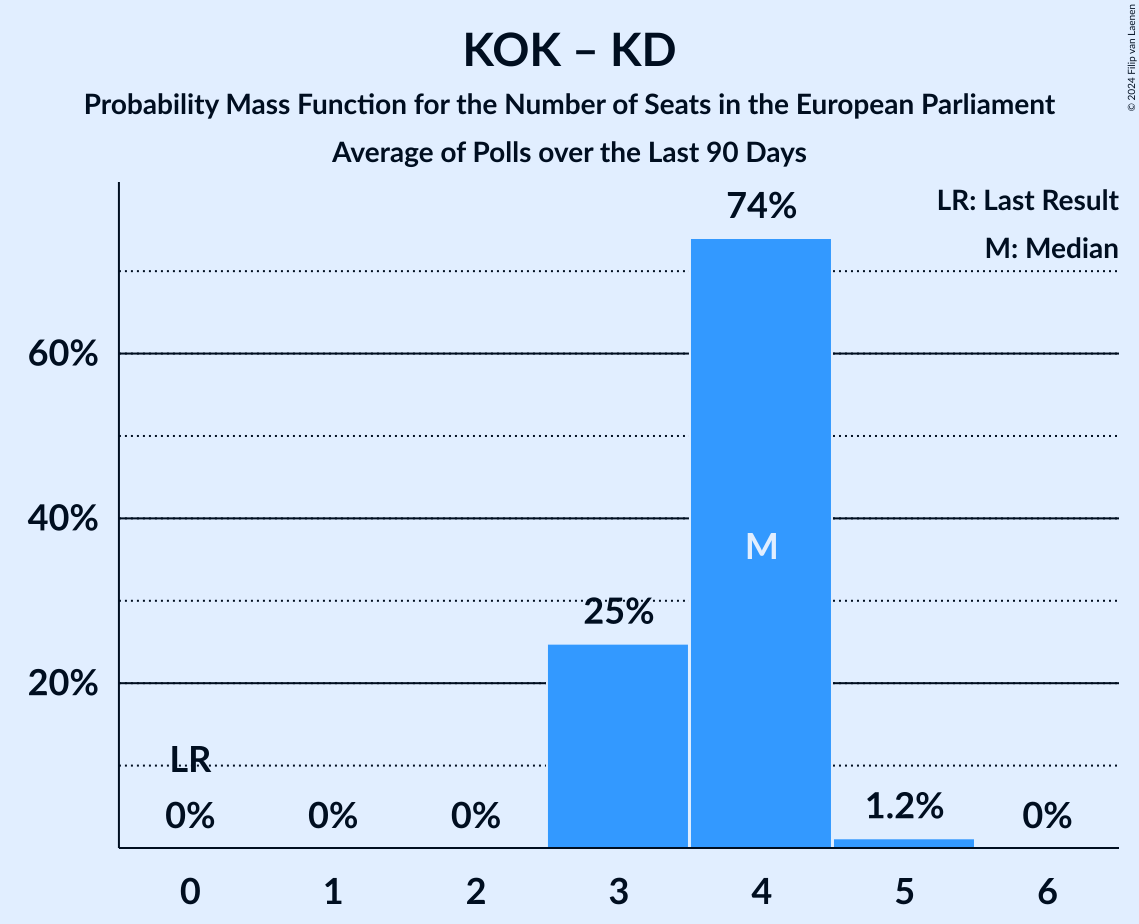 KOK – KD
Probability Mass Function for the Number of Seats in the European Parliament
Average of Polls over the Last 90 Days
© 2024 Filip van Laenen
LR: Last Result
M: Median
74%
60%
40%
M
25%
20%
LR
0%
0%
0%
1.2%
0%
0
1
2
3
4
5
6